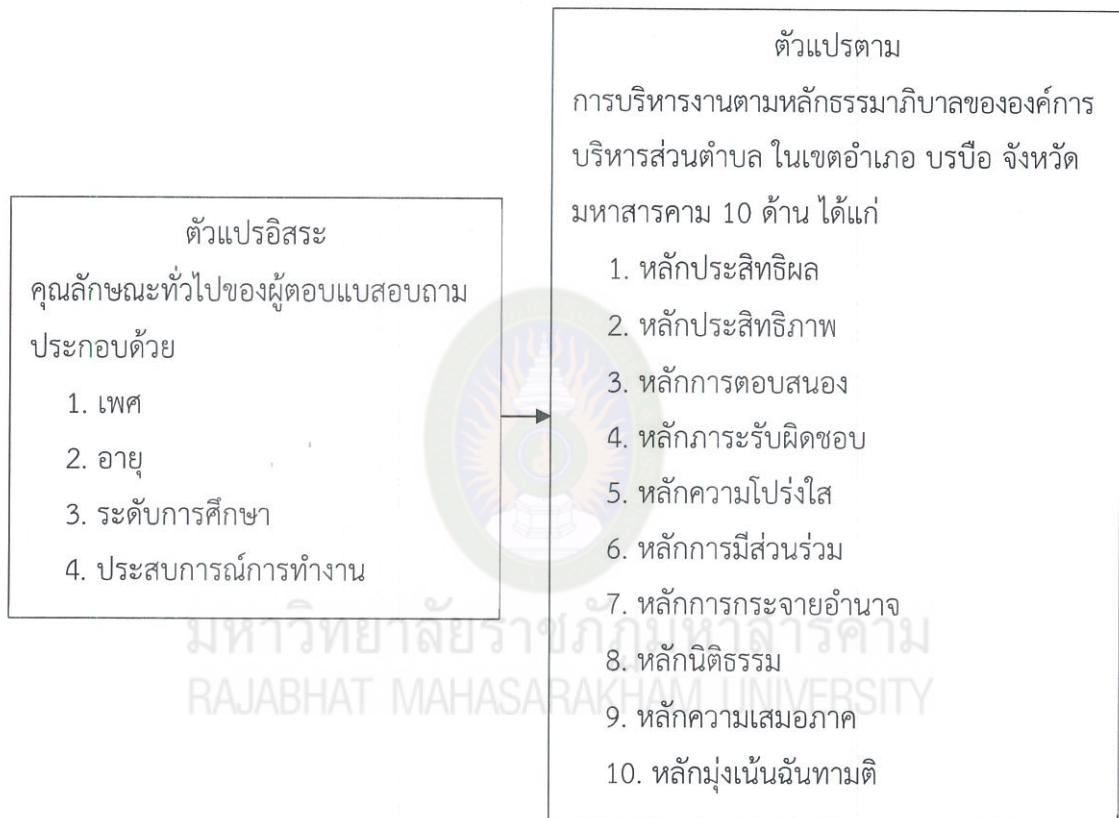 ตัวแปรอิสระ
คุณลักษณะทั่วไปของผู้ตอบแบบสอบถาม
ประกอบด้วย
1. เพศ
2. อายุ
3. ระดับการศึกษา
4. ประสบการณ์การทำงาน
ตัวแปรตาม
การบริหารงานตามหลักธรรมาภิบาลขององค์การ
บริหารส่วนตำบล ในเขตอำเภอ บรบือ จังหวัด
มหาสารคาม 10 ด้าน ได้แก่
1. หลักประสิทธิผล
2. หลักประสิทธิภาพ
3. หลักการตอบสนอง
4. หลักภาระรับผิดชอบ
5. หลักความโปร่งใส
6. หลักการมีส่วนร่วม
7. หลักการกระจายอำนาจ
8. หลักนิติธรรม
9. หลักความเสมอภาค
10. หลักมุ่งเน้นฉันทามติ
มหาวิทยาลัยราชภัฏมหาสารคาม
RAJABHAT MAHASARAKHAM UNIVERSITY